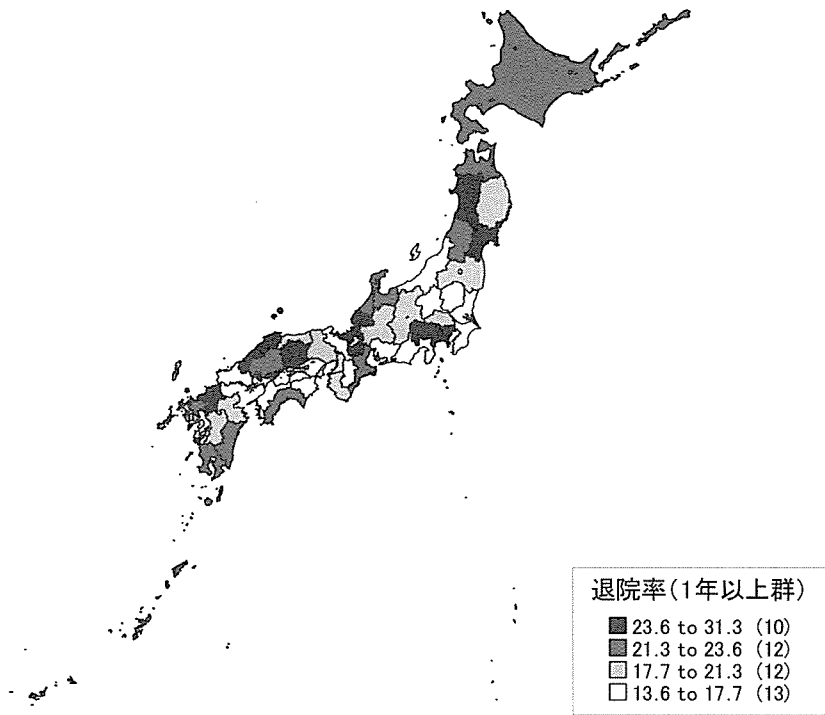 退院率(1年以上群)
23.6 to 31.3 (10)
21.3 to 23.6 (12)
17.7 to 21.3 (12)
13.6 to 17.7 (13)